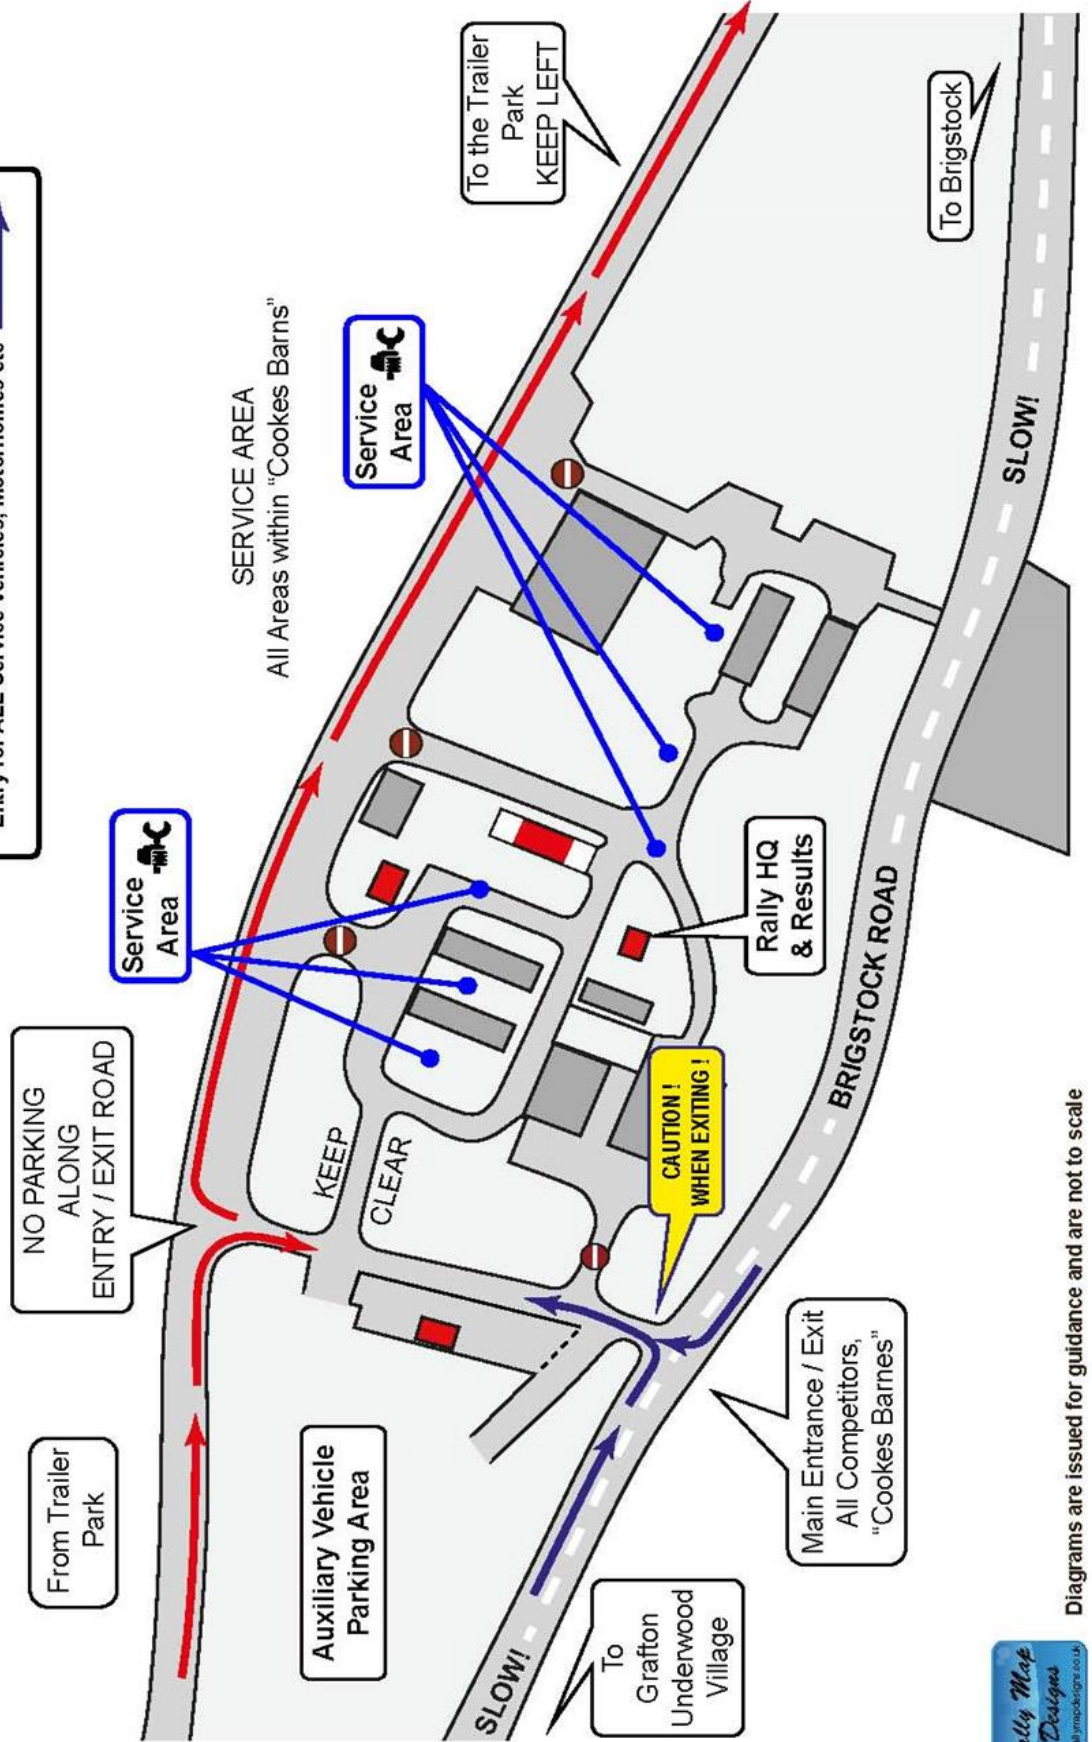 NO PARKING
ALONG
ENTRY / EXIT ROAD
From Trailer
Park
Service
Area
SERVICE AREA
All Areas within "Cookes Barns"
Service
Area
To the Trailer
Park
KEEP LEFT
KEEP
CLEAR
Auxiliary Vehicle
Parking Area
CAUTION !
WHEN EXITING !
Rally HQ
& Results
To Brigstock
SLOW!
BRIGSTOCK ROAD
SLOW!
To
Grafton
Underwood
Village
Main Entrance / Exit
All Competitors,
"Cookes Barnes"
Map
Designs
Diagrams are issued for guidance and are not to scale